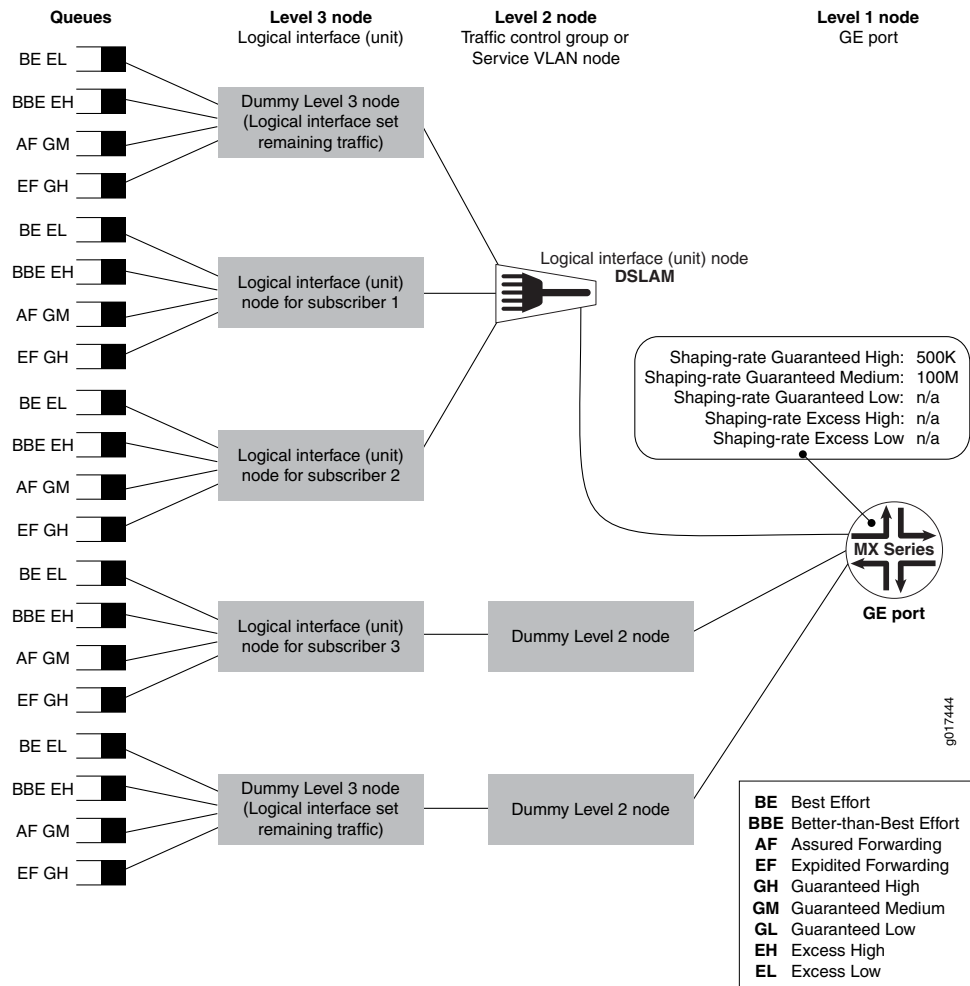 Queues
Level 3 node
Logical interface (unit)
Level 2 node
Traffic control group or
Service VLAN node
Level 1 node
GE port
BE EL
BBE EH
AF GM
EF GH
Dummy Level 3 node
(Logical interface set
remaining traffic)
BE EL
BBE EH
AF GM
EF GH
Logical interface (unit)
node for subscriber 1
Logical interface (unit) node
DSLAM
BE EL
BBE EH
AF GM
EF GH
Logical interface (unit)
node for subscriber 2
Shaping-rate Guaranteed High: 500K
Shaping-rate Guaranteed Medium: 100M
Shaping-rate Guaranteed Low: n/a
Shaping-rate Excess High: n/a
Shaping-rate Excess Low n/a
MX Series
GE port
BE EL
BBE EH
AF GM
EF GH
Logical interface (unit)
node for subscriber 3
Dummy Level 2 node
BE EL
BBE EH
AF GM
EF GH
Dummy Level 3 node
(Logical interface set
remaining traffic)
Dummy Level 2 node
g017444
BE Best Effort
BBE Better-than-Best Effort
AF Assured Forwarding
EF Expidited Forwarding
GH Guaranteed High
GM Guaranteed Medium
GL Guaranteed Low
EH Excess High
EL Excess Low